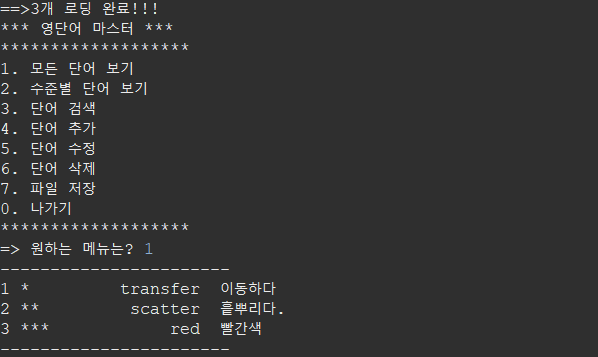 ==>3개 로딩 완료!!!
*** 영단어 마스터 ***
*******************
1. 모든 단어 보기
2. 수준별 단어 보기
3. 단어 검색
4. 단어 추가
5. 단어 수정
6. 단어 삭제
7. 파일 저장
0. 나가기
*******************
=> 원하는 메뉴는? 1
-----------------------
1 *         transfer  이동하다
2 **         scatter  흩뿌리다.
3 ***            red  빨간색
-----------------------